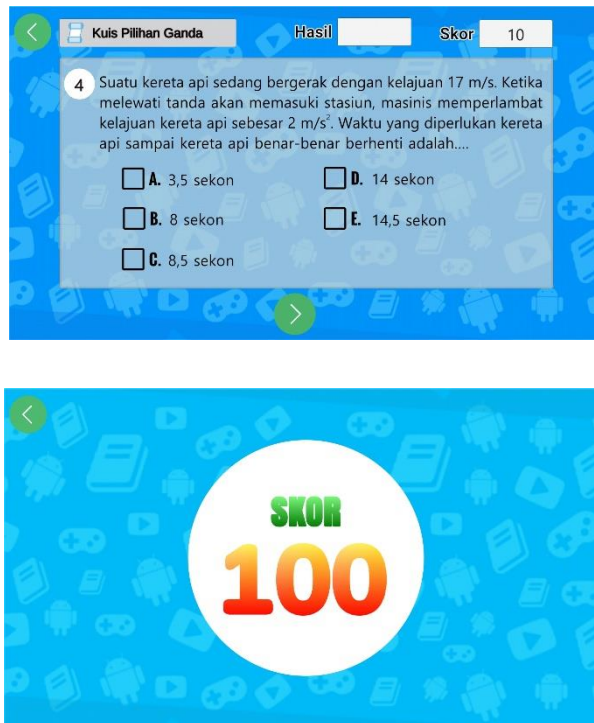 Kuis Pilihan Ganda
Hasil
Skor
10
4
Suatu kereta api sedang bergerak dengan kelajuan 17 m/s. Ketika
melewati tanda akan memasuki stasiun, masinis memperlambat
kelajuan kereta api sebesar 2 m/s². Waktu yang diperlukan kereta
api sampai kereta api benar-benar berhenti adalah....
A. 3,5 sekon
B. 8 sekon
C. 8,5 sekon
D. 14 sekon
E. 14,5 sekon
SKOR
100